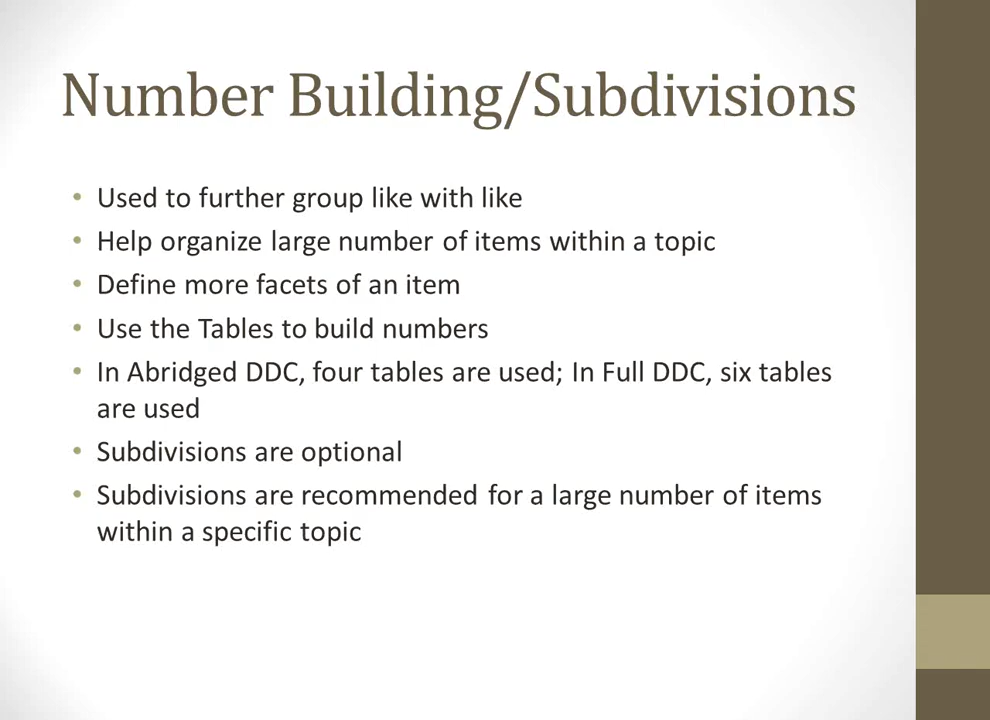 Number Building/Subdivisions
• Used to further group like with like
• Help organize large number of items within a topic
• Define more facets of an item
• Use the Tables to build numbers
• In Abridged DDC, four tables are used; In Full DDC, six tables
are used
• Subdivisions are optional
• Subdivisions are recommended for a large number of items
within a specific topic